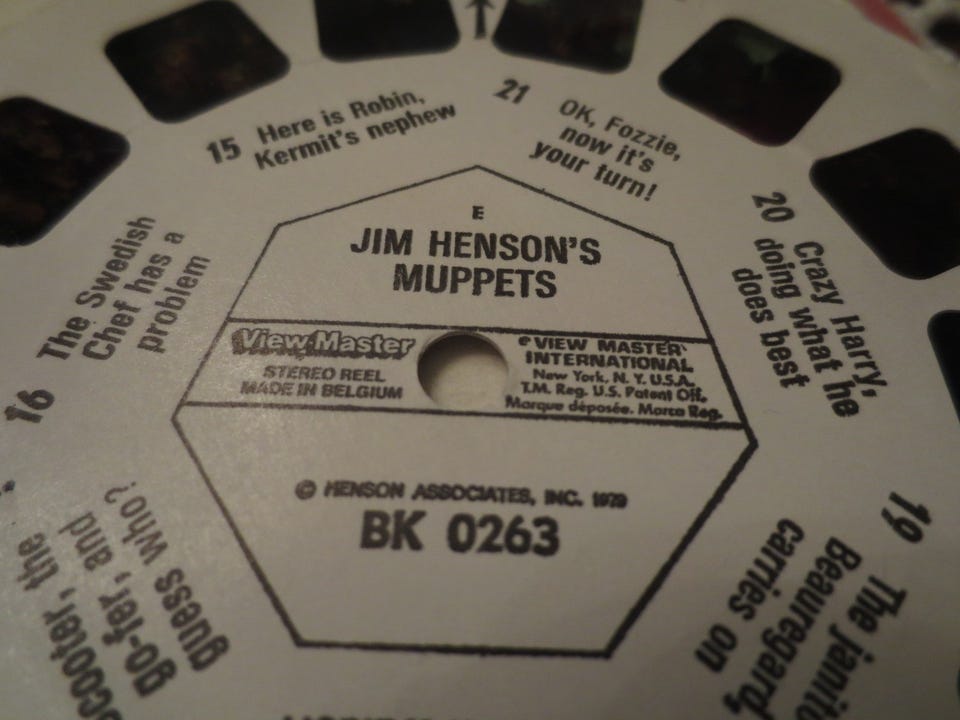 15 Here is Robin,
Kermit's nephew
21 OK, Fozzie,
now it's
your turn!
20 Crazy Harry,
doing what he
does best
19 The janitor
Beauregard,
carries on
16 The Swedish
Chef has a
problem
Scooter, the
go-fer, and
guess who?
E
JIM HENSON'S
MUPPETS
View-Master
STEREO REEL
MADE IN BELGIUM
© VIEW MASTER
INTERNATIONAL
New York, N.Y. U.S.A.
T.M. Reg. U.S. Patent Off.
Marque déposée. Marca Reg.
© HENSON ASSOCIATES, INC. 1979
BK 0263